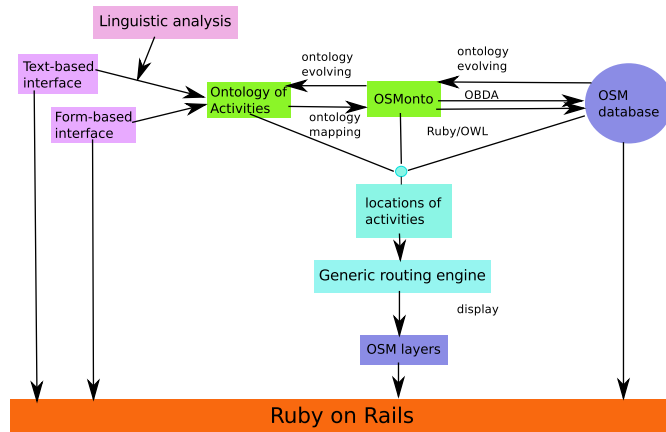 Linguistic analysis
Text-based
interface
Form-based
interface
Ontology of
Activities
ontology
evolving
ontology
mapping
OSMonto
ontology
evolving
OBDA
Ruby/OWL
OSM
database
locations of
activities
Generic routing engine
display
OSM layers
Ruby on Rails